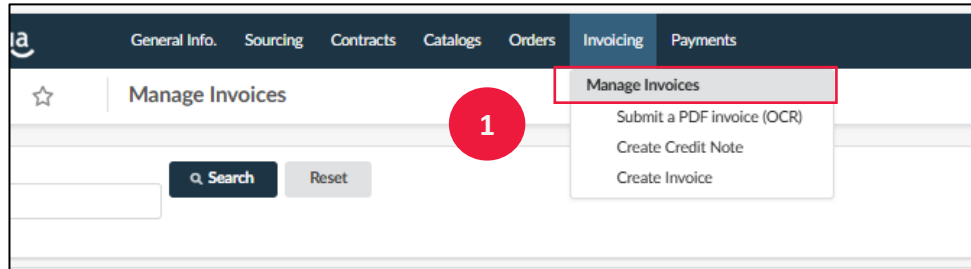 General Info. Sourcing Contracts Catalogs Orders Invoicing Payments
Manage Invoices
Manage Invoices
Submit a PDF invoice (OCR)
1
Create Credit Note
Search Reset
Create Invoice